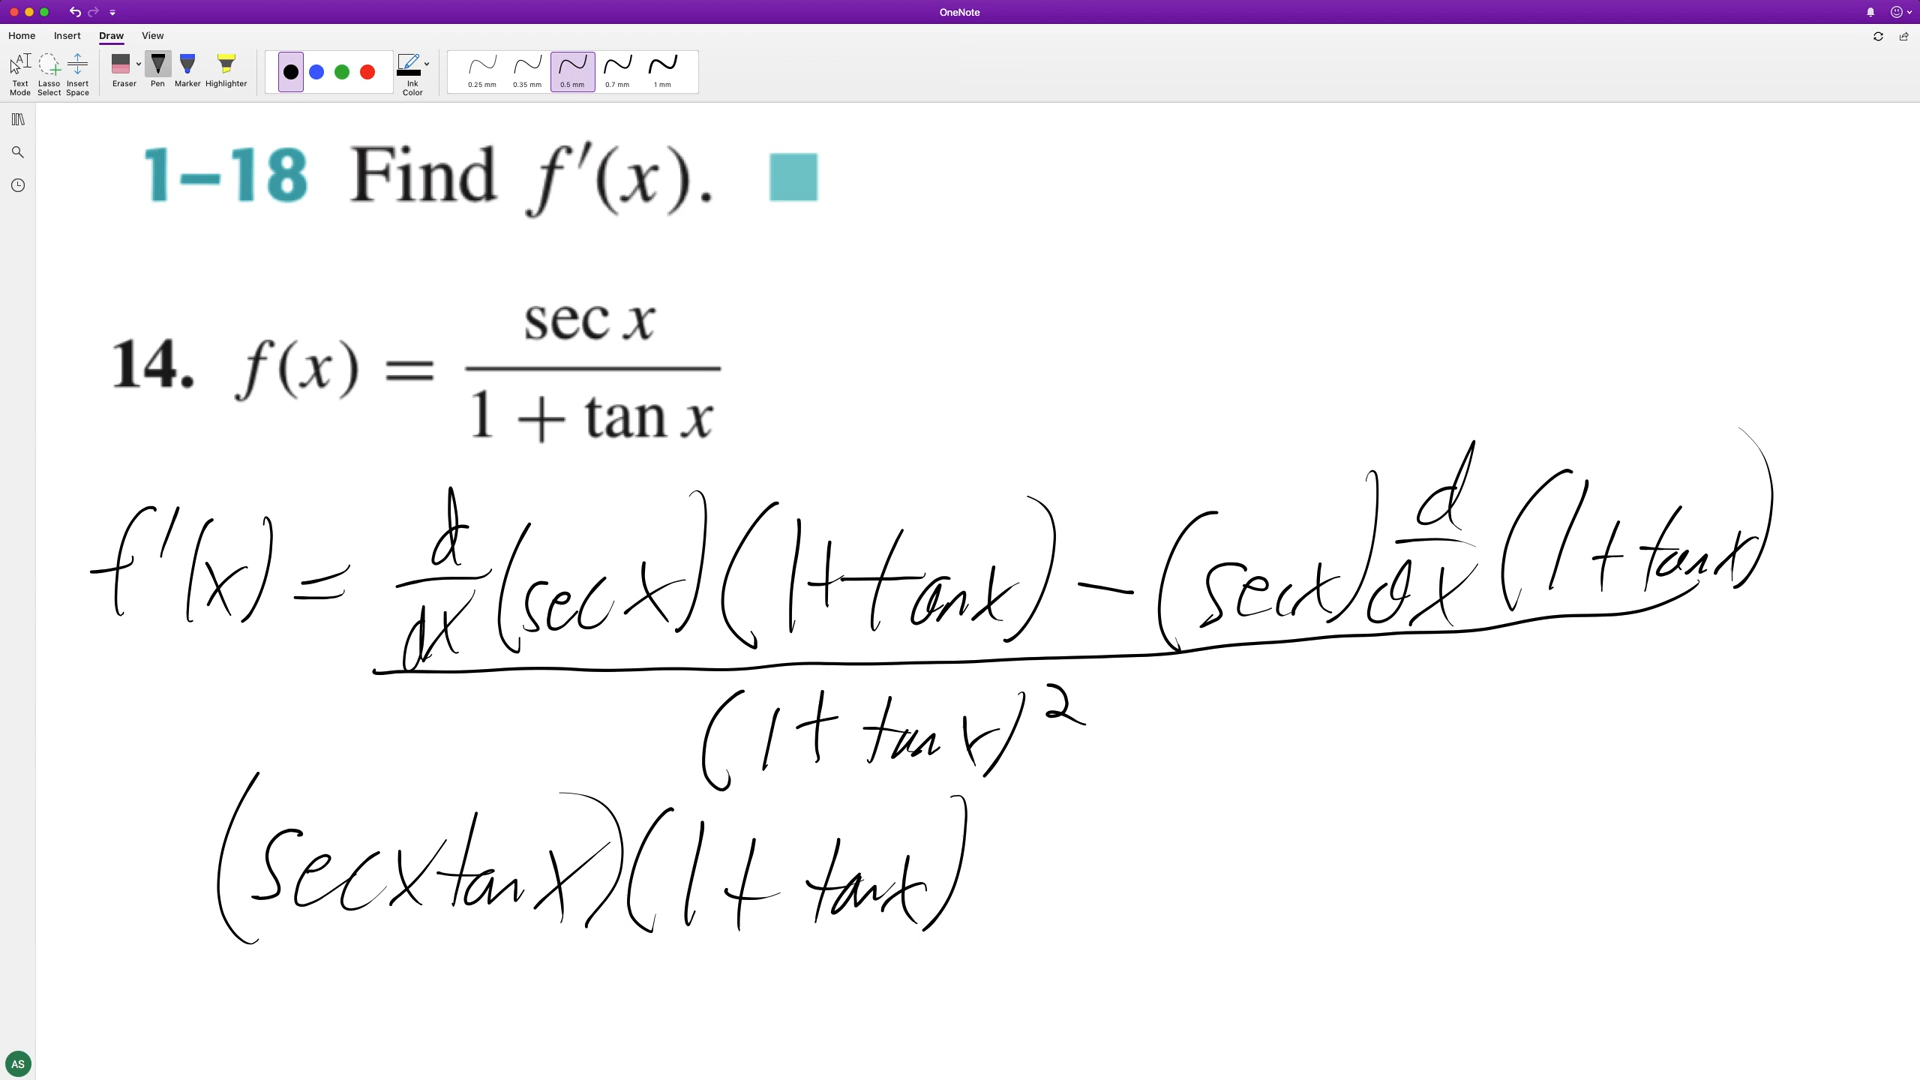 OneNote
Home Insert Draw View
Text Mode Lasso Select Insert Space Eraser Pen Marker Highlighter Ink Color 0.25 mm 0.35 mm 0.5 mm 0.7 mm 1 mm
1–18 Find f′(x).
14. f(x) = sec x / 1 + tan x
f'(x) = d/dx (sec x)(1+tan x) − (sec x) d/dx (1+tan x)
(1+tan x)²
(sec x tan x)(1+tan x)
AS